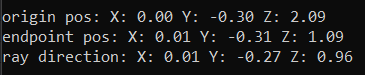 origin pos: X: 0.00 Y: -0.30 Z: 2.09
endpoint pos: X: 0.01 Y: -0.31 Z: 1.09
ray direction: X: 0.01 Y: -0.27 Z: 0.96